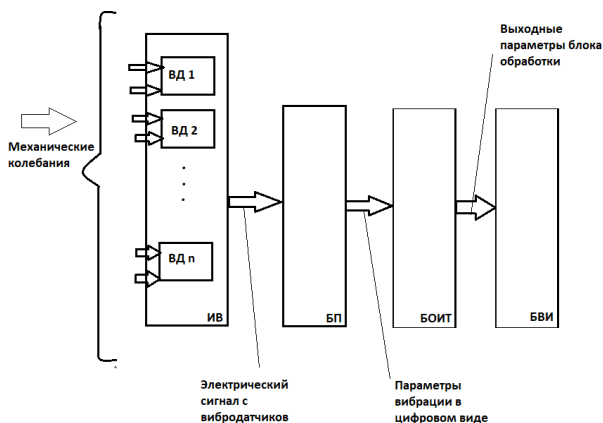 Выходные
параметры блока
обработки
ВД 1
ВД 2
Механические
колебания
ВД n
ИВ
БП
БОИТ
БВИ
Электрический
сигнал с
вибродатчиков
Параметры
вибрации в
цифровом виде